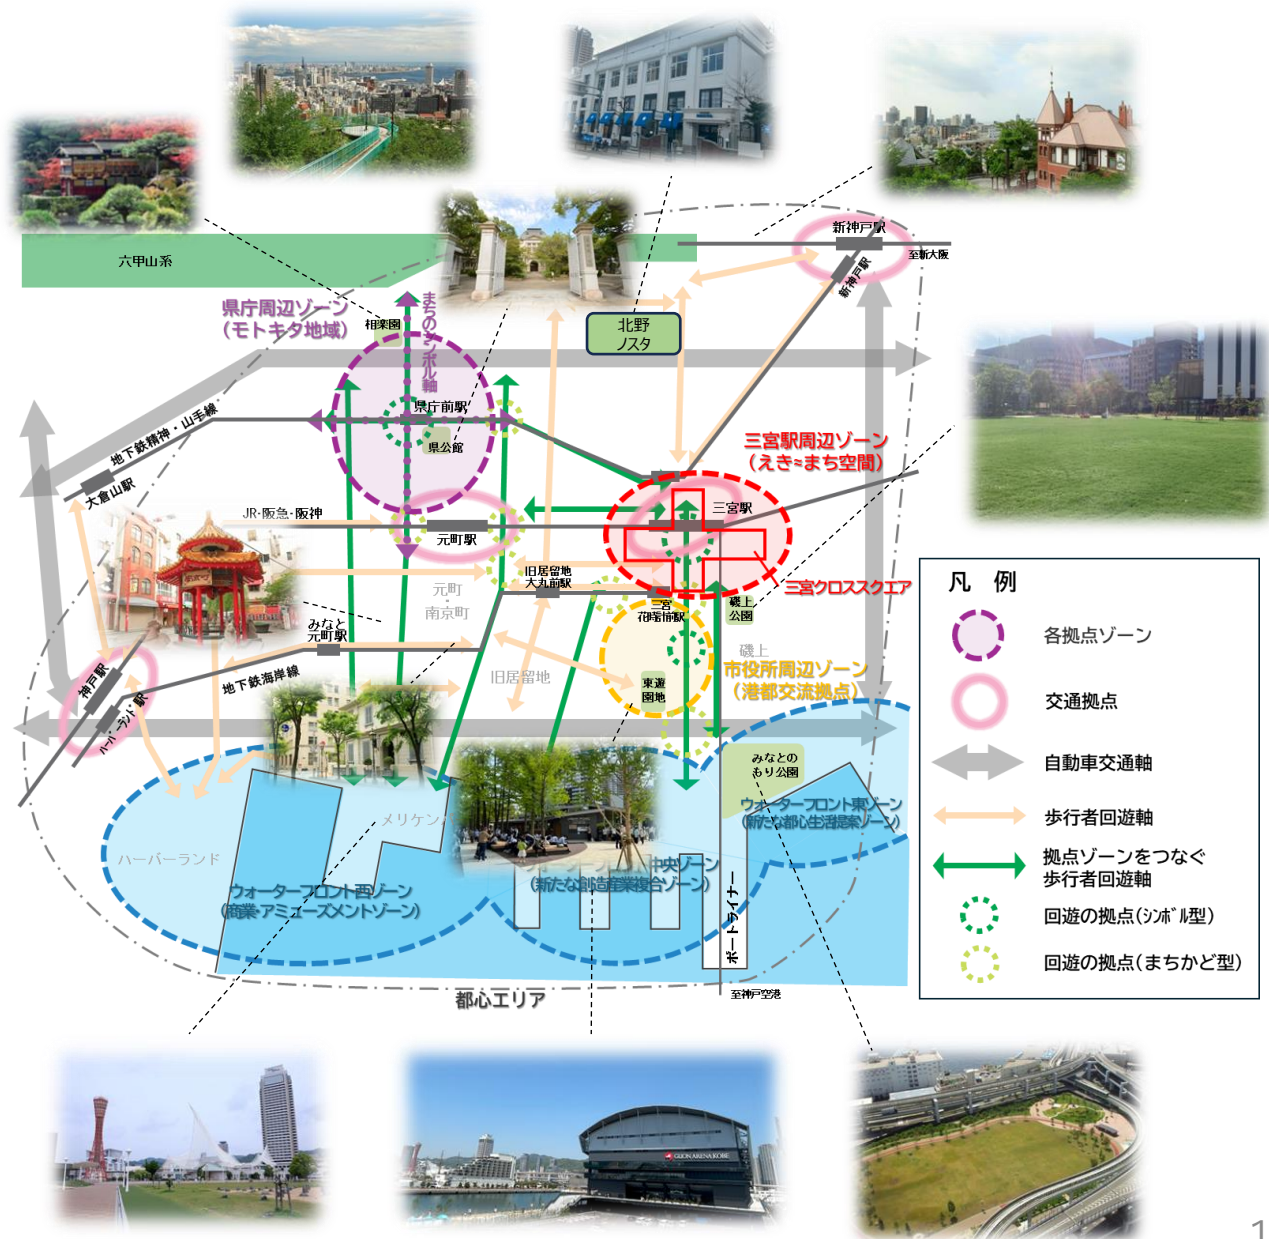 新神戸駅
至新大阪
六甲山系
新神戸駅
県庁周辺ゾーン
(モトキタ地域)
まちのシンボル軸
相楽園
北野
ノスタ
県庁前駅
県公館
地下鉄精神・山手線
大倉山駅
三宮駅周辺ゾーン
(えき≈まち空間)
JR・阪急・阪神
元町駅
三宮駅
三宮クロススクエア
旧居留地
大丸前駅
元町
・
南京町
三宮
花時計前駅
磯上
公園
みなと
元町駅
磯上
市役所周辺ゾーン
(港都交流拠点)
旧居留地
東遊
園地
神戸駅
ハーバーランド駅
地下鉄海岸線
みなとの
もり公園
ウォーターフロント東ゾーン
(新たな都心生活提案ゾーン)
メリケン
ハーバーランド
ウォーターフロント西ゾーン
(商業・アミューズメントゾーン)
中央ゾーン
(新たな創造産業複合ゾーン)
ポートライナー
都心エリア
至神戸空港
凡 例
各拠点ゾーン
交通拠点
自動車交通軸
歩行者回遊軸
拠点ゾーンをつなぐ
歩行者回遊軸
回遊の拠点(シンボル型)
回遊の拠点(まちかど型)
GLION ARENA KOBE
1